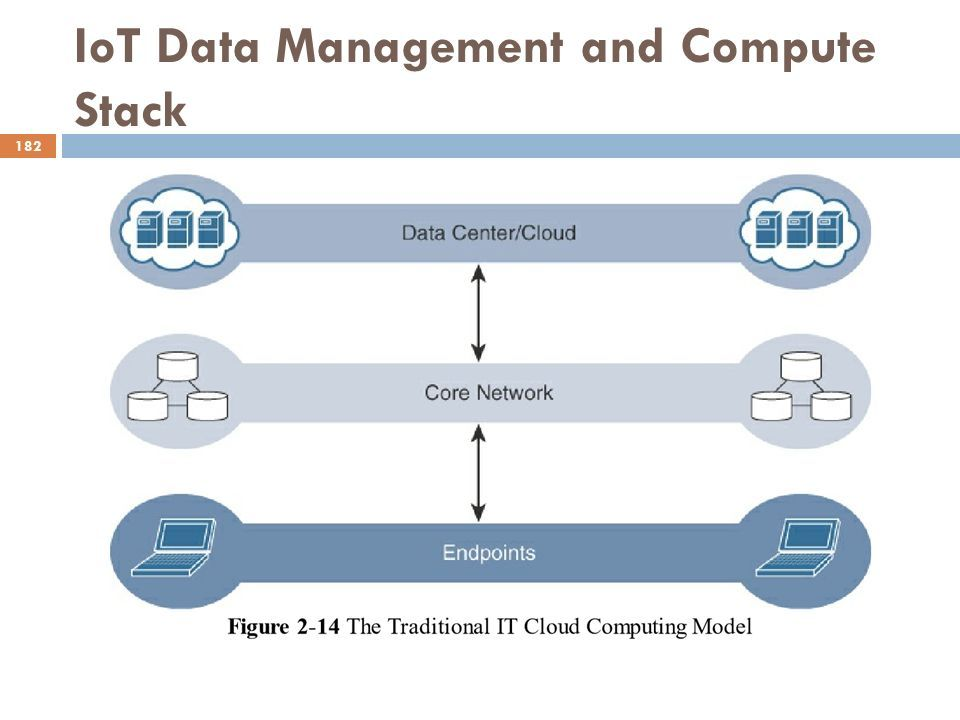 IoT Data Management and Compute
Stack
182
Data Center/Cloud
Core Network
Endpoints
Figure 2-14 The Traditional IT Cloud Computing Model